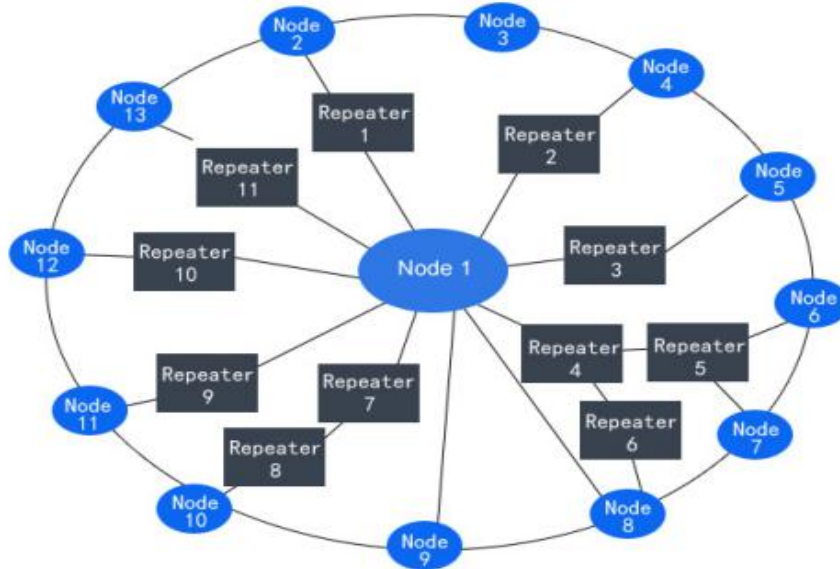 Node
2
Node
3
Node
4
Node
13
Repeater
1
Repeater
2
Repeater
11
Node
5
Node
12
Repeater
10
Node 1
Repeater
3
Node
6
Repeater
4
Repeater
5
Repeater
9
Repeater
7
Node
11
Repeater
6
Node
7
Repeater
8
Node
10
Node
8
Node
9